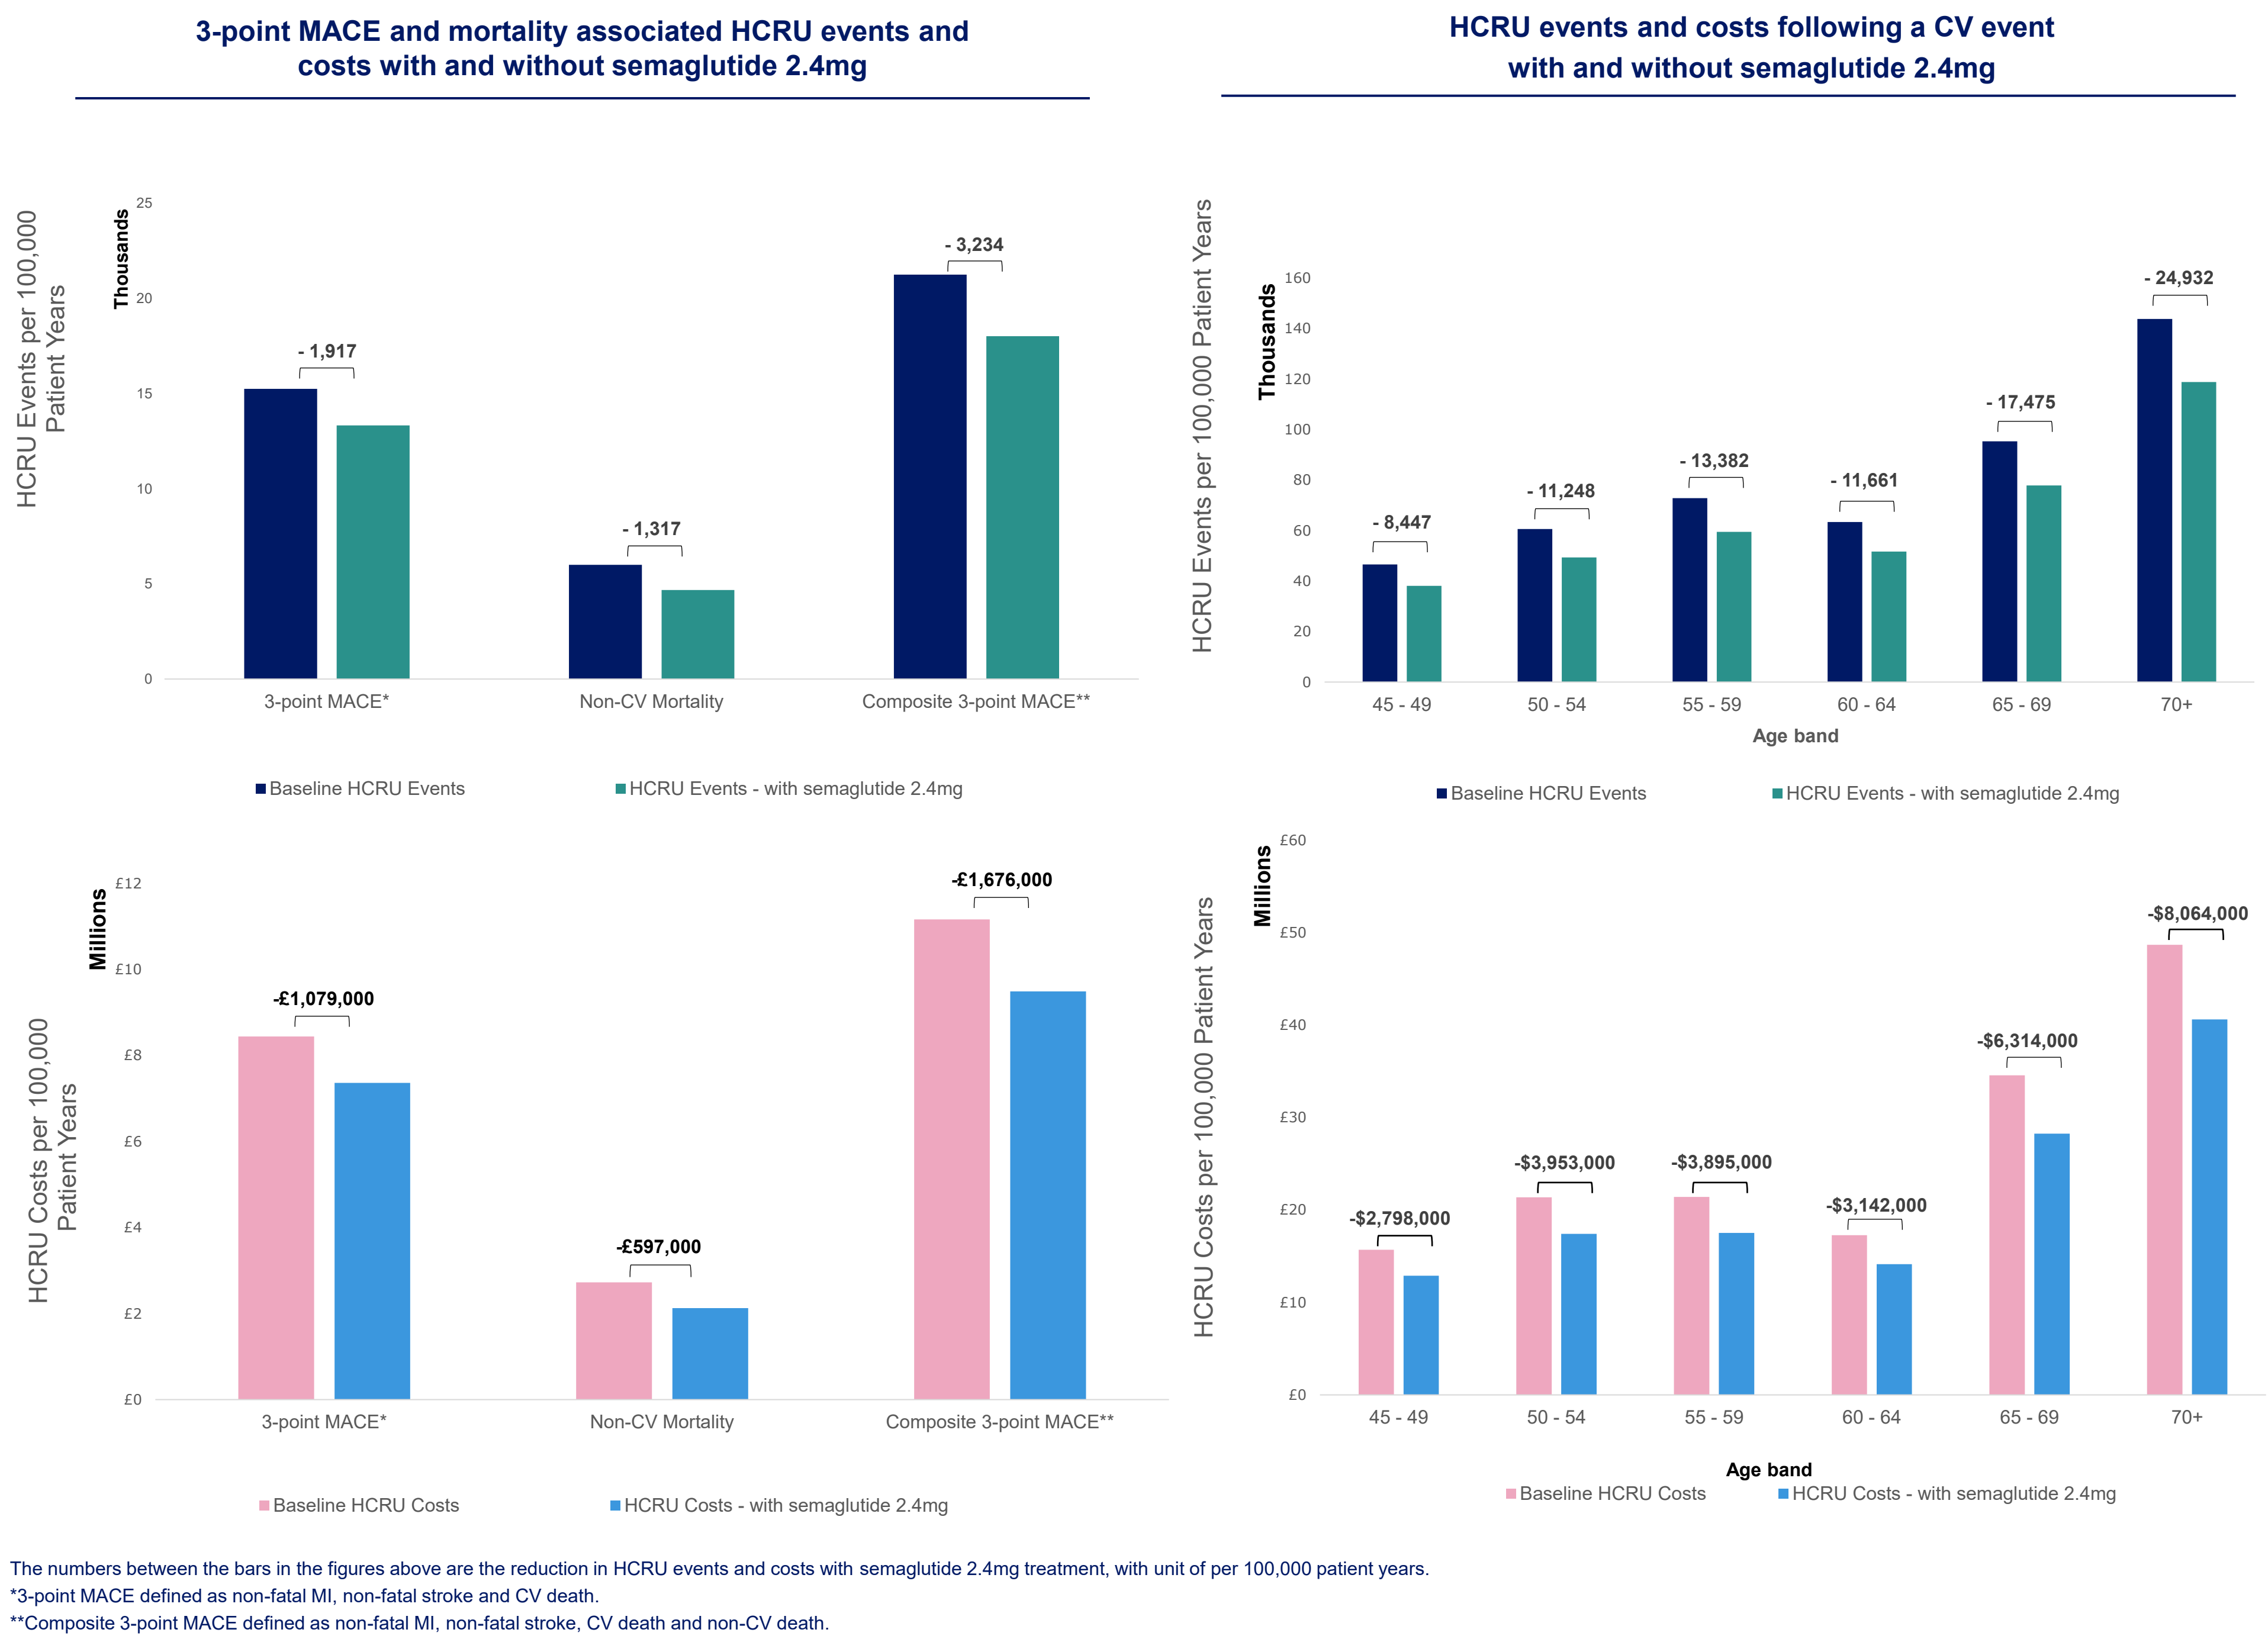 3-point MACE and mortality associated HCRU events and
costs with and without semaglutide 2.4mg
HCRU Events per 100,000
Patient Years
Thousands
25
20
15
10
5
0
- 1,917
- 1,317
- 3,234
3-point MACE*
Non-CV Mortality
Composite 3-point MACE**
Baseline HCRU Events
HCRU Events - with semaglutide 2.4mg
HCRU Costs per 100,000
Patient Years
Millions
£12
£10
£8
£6
£4
£2
£0
-£1,079,000
-£597,000
-£1,676,000
3-point MACE*
Non-CV Mortality
Composite 3-point MACE**
Baseline HCRU Costs
HCRU Costs - with semaglutide 2.4mg
HCRU events and costs following a CV event
with and without semaglutide 2.4mg
HCRU Events per 100,000 Patient Years
Thousands
160
140
120
100
80
60
40
20
0
- 8,447
- 11,248
- 13,382
- 11,661
- 17,475
- 24,932
45 - 49
50 - 54
55 - 59
60 - 64
65 - 69
70+
Age band
Baseline HCRU Events
HCRU Events - with semaglutide 2.4mg
HCRU Costs per 100,000 Patient Years
Millions
£60
£50
£40
£30
£20
£10
£0
-$2,798,000
-$3,953,000
-$3,895,000
-$3,142,000
-$6,314,000
-$8,064,000
45 - 49
50 - 54
55 - 59
60 - 64
65 - 69
70+
Age band
Baseline HCRU Costs
HCRU Costs - with semaglutide 2.4mg
The numbers between the bars in the figures above are the reduction in HCRU events and costs with semaglutide 2.4mg treatment, with unit of per 100,000 patient years.
*3-point MACE defined as non-fatal MI, non-fatal stroke and CV death.
**Composite 3-point MACE defined as non-fatal MI, non-fatal stroke, CV death and non-CV death.